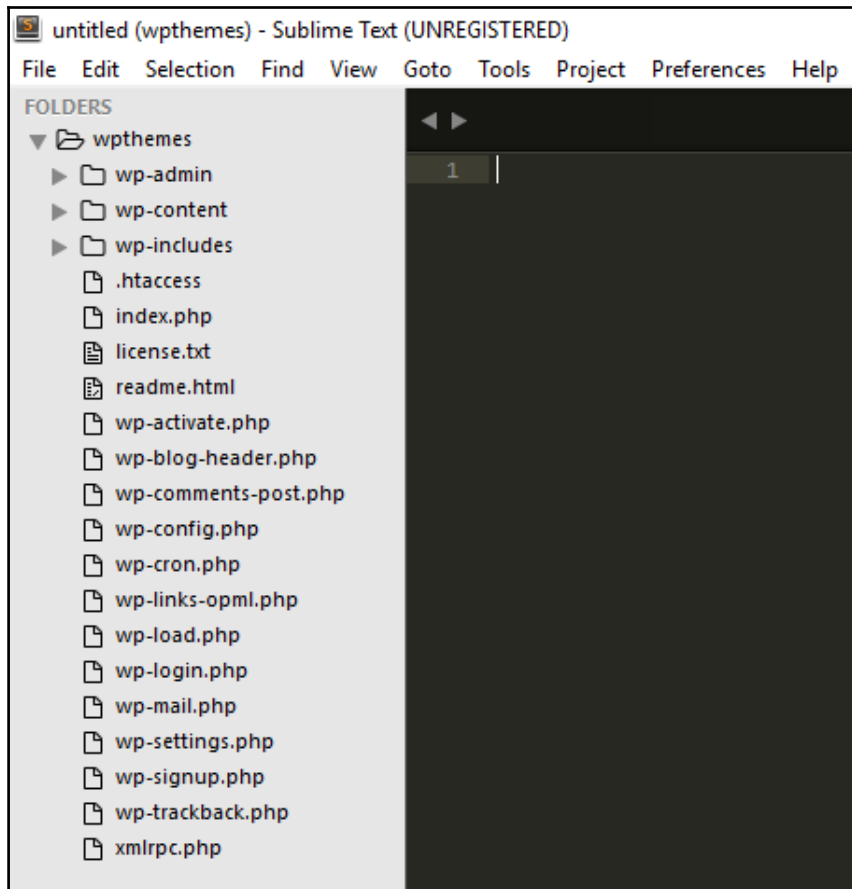 untitled (wpthemes) - Sublime Text (UNREGISTERED)
File Edit Selection Find View Goto Tools Project Preferences Help
FOLDERS
wpthemes
wp-admin
wp-content
wp-includes
.htaccess
index.php
license.txt
readme.html
wp-activate.php
wp-blog-header.php
wp-comments-post.php
wp-config.php
wp-cron.php
wp-links-opml.php
wp-load.php
wp-login.php
wp-mail.php
wp-settings.php
wp-signup.php
wp-trackback.php
xmlrpc.php
1